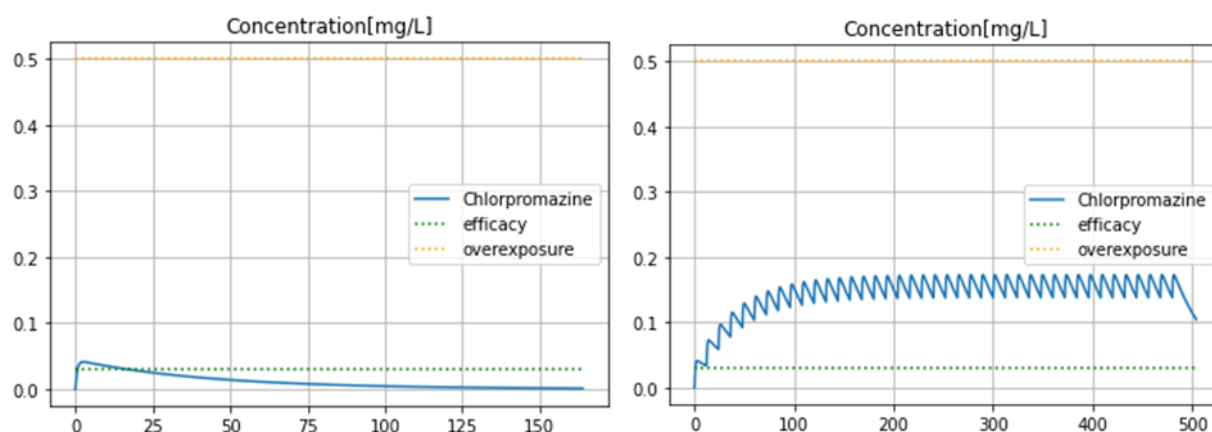 Concentration[mg/L]
0.5
0.4
0.3
0.2
0.1
0.0
Chlorpromazine
efficacy
overexposure
0 25 50 75 100 125 150
Concentration[mg/L]
0.5
0.4
0.3
0.2
0.1
0.0
Chlorpromazine
efficacy
overexposure
0 100 200 300 400 500